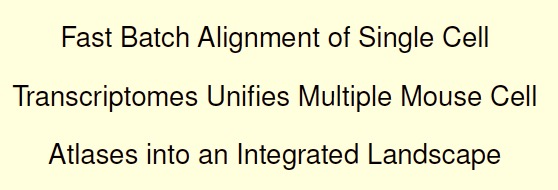 Fast Batch Alignment of Single Cell
Transcriptomes Unifies Multiple Mouse Cell
Atlases into an Integrated Landscape